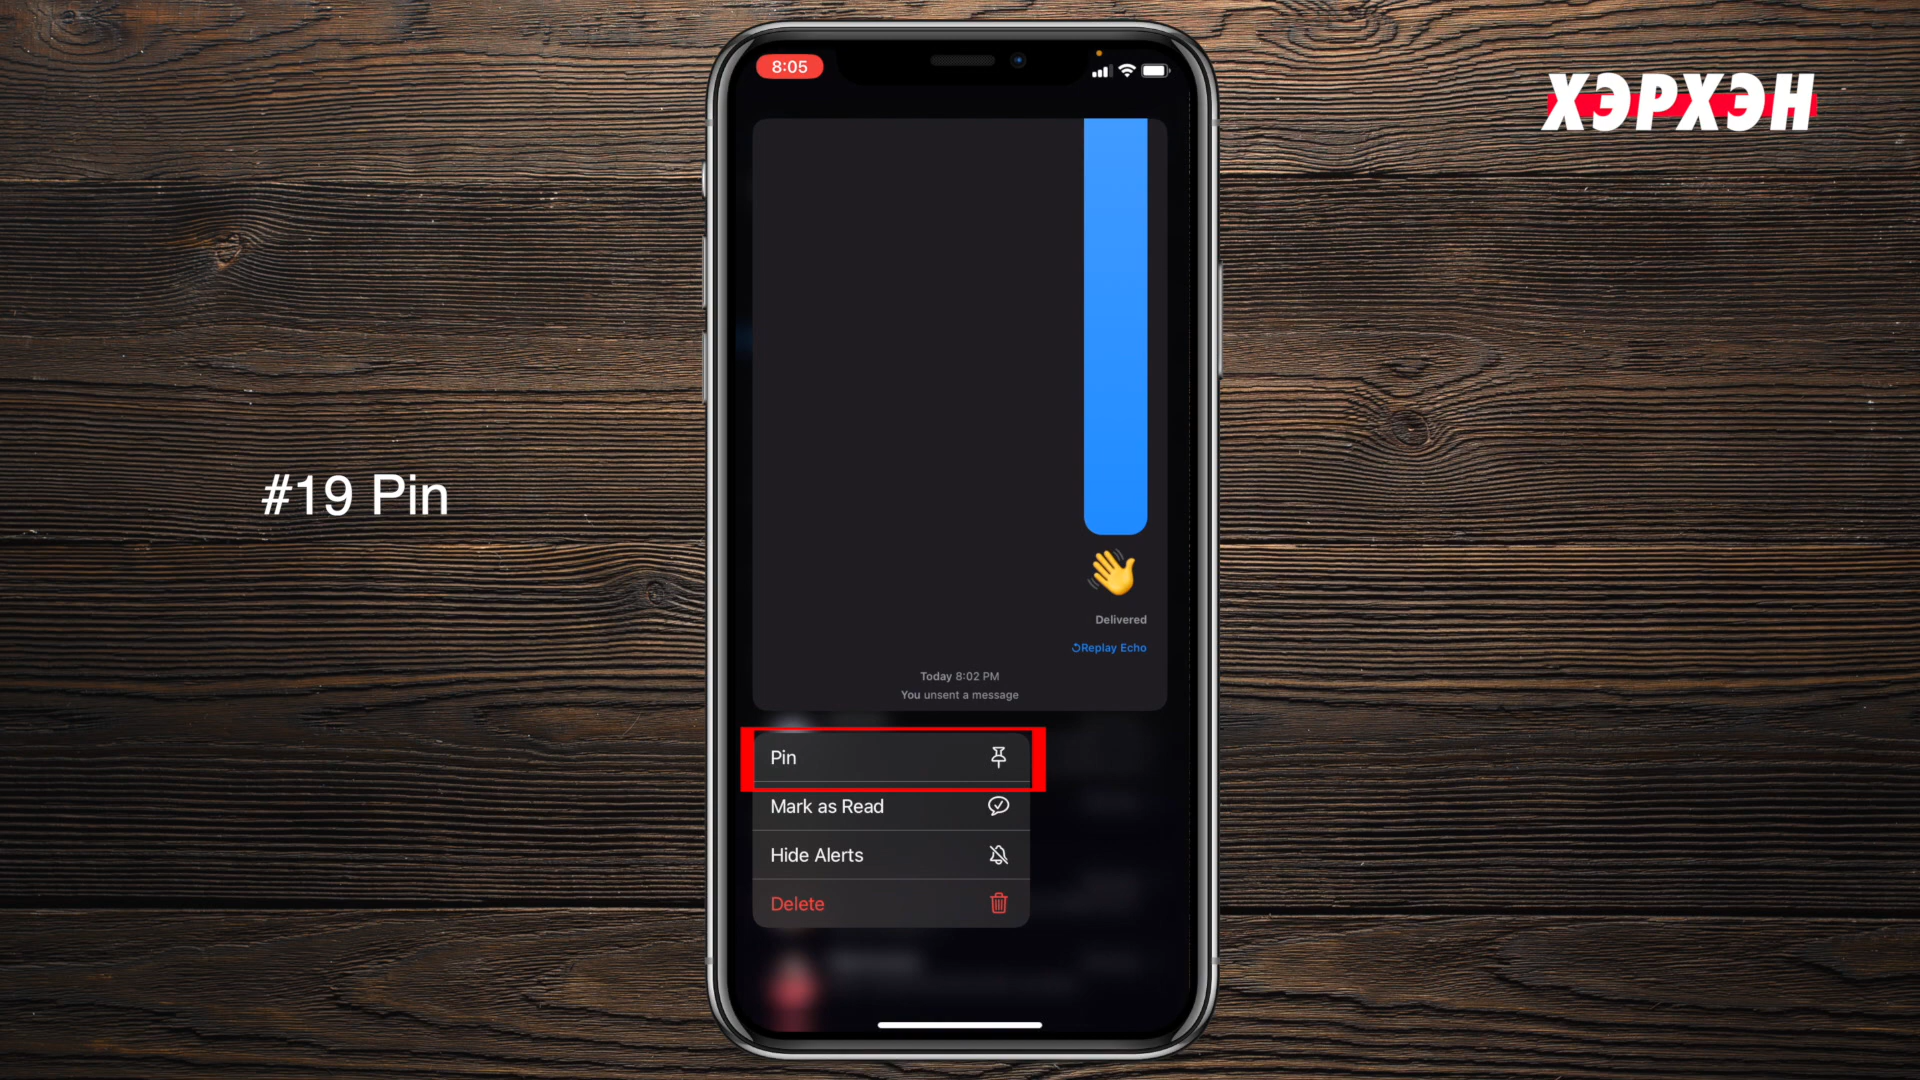 8:05
ХЭРХЭН
#19 Pin
Delivered
Replay Echo
Today 8:02 PM
You unsent a message
Pin
Mark as Read
Hide Alerts
Delete